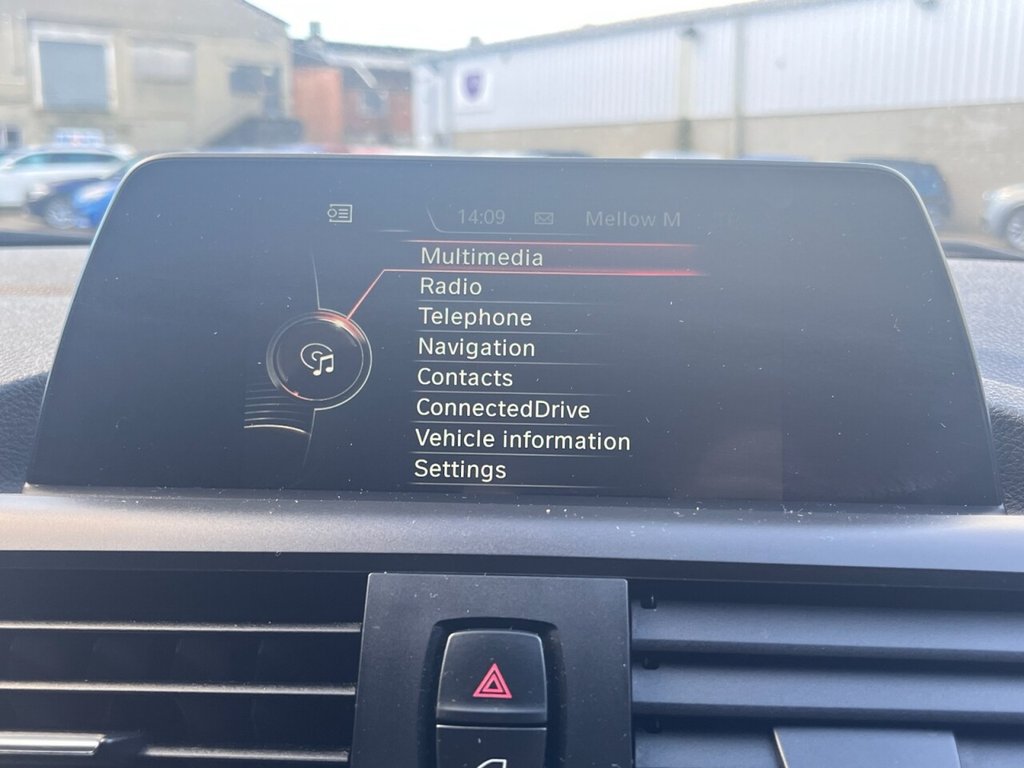 14:09 Mellow M
Multimedia
Radio
Telephone
Navigation
Contacts
ConnectedDrive
Vehicle information
Settings